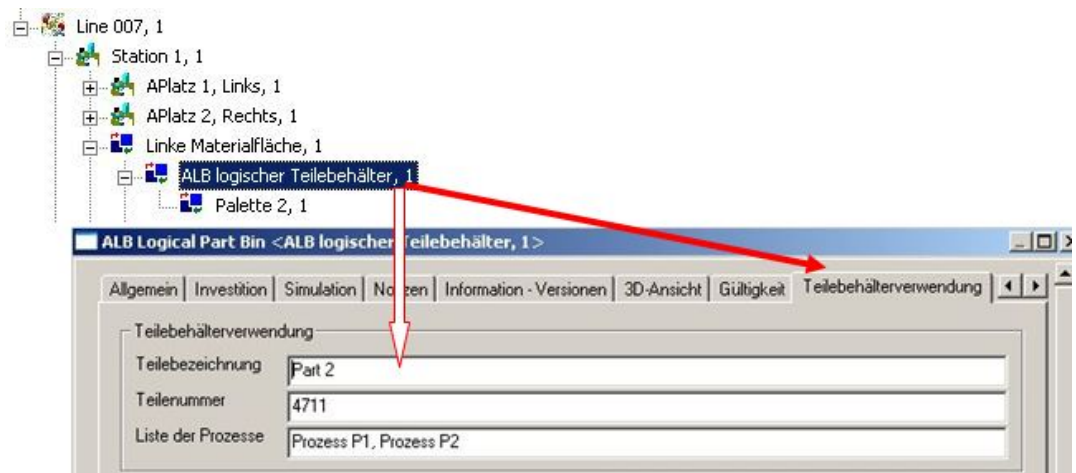 Line 007, 1
Station 1, 1
APlatz 1, Links, 1
APlatz 2, Rechts, 1
Linke Materialfläche, 1
ALB logischer Teilebehälter, 1
Palette 2, 1
ALB Logical Part Bin <ALB logischer Teilebehälter, 1>
Allgemein Investition Simulation Notizen Information - Versionen 3D-Ansicht Gültigkeit Teilebehälterverwendung
Teilebehälterverwendung
Teilebezeichnung Part 2
Teilenummer 4711
Liste der Prozesse Prozess P1, Prozess P2